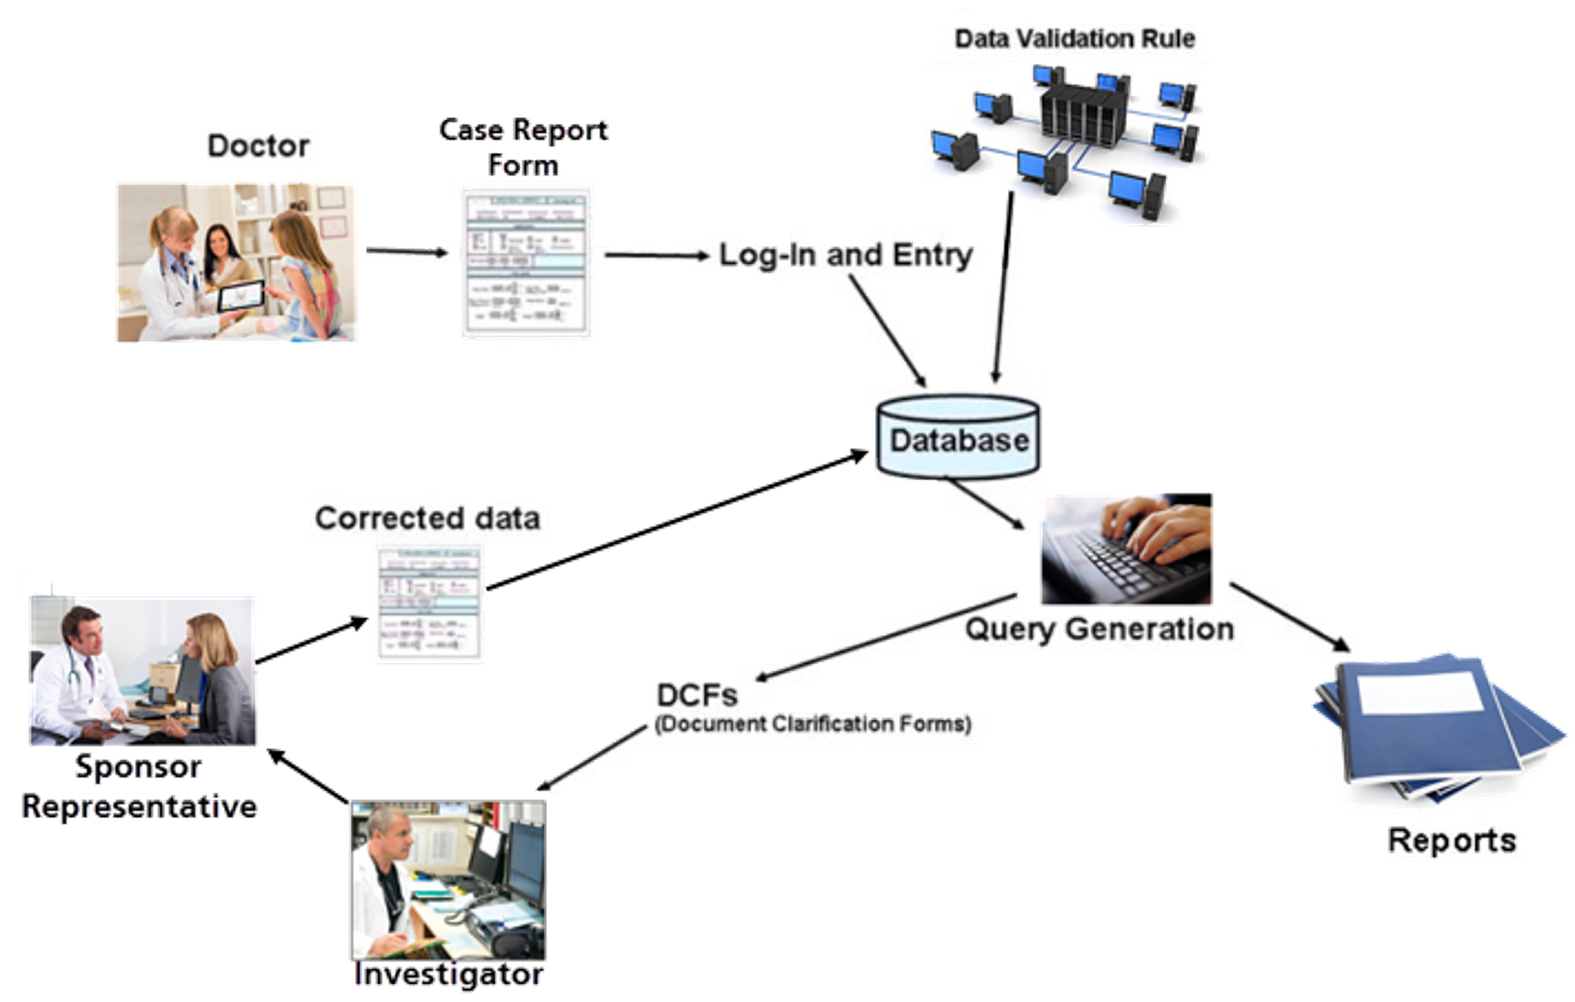 Data Validation Rule
Doctor
Case Report
Form
Log-In and Entry
Database
Corrected data
Query Generation
DCFs
(Document Clarification Forms)
Sponsor
Representative
Reports
Investigator